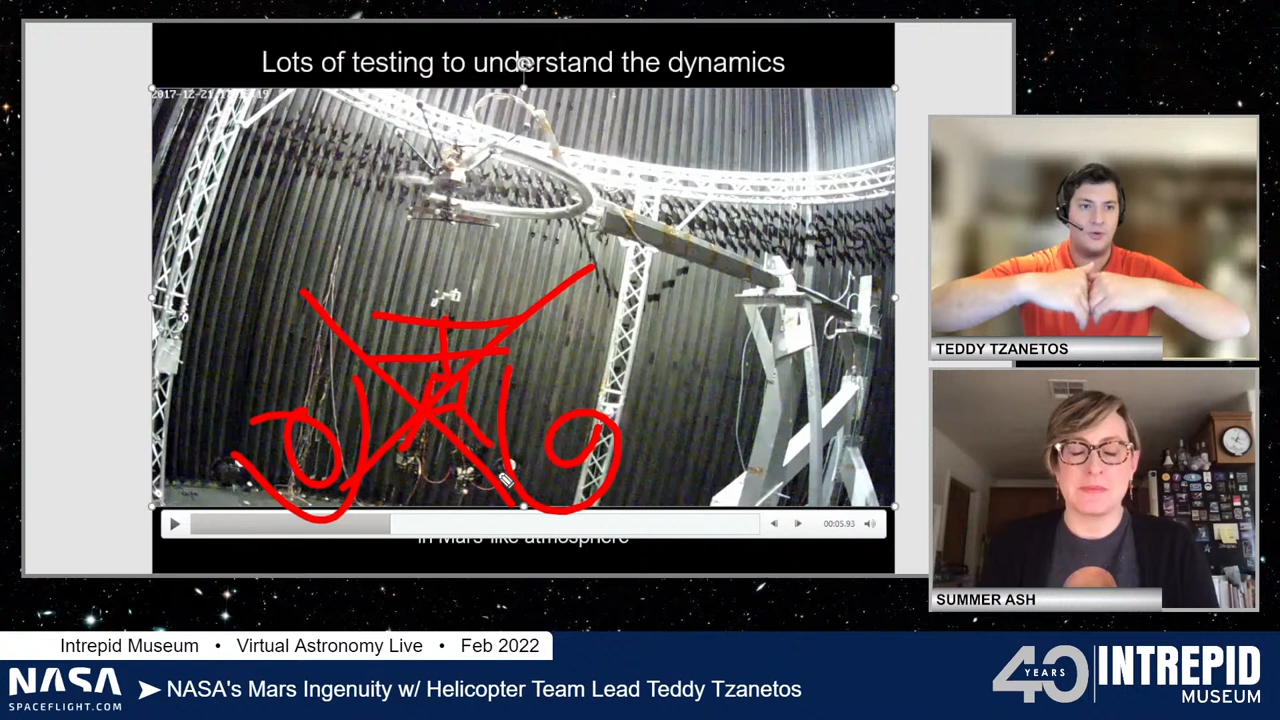 Lots of testing to understand the dynamics
in Mars-like atmosphere
00:05.93
TEDDY TZANETOS
SUMMER ASH
Intrepid Museum • Virtual Astronomy Live • Feb 2022
NASA
SPACEFLIGHT.COM
NASA's Mars Ingenuity w/ Helicopter Team Lead Teddy Tzanetos
40
YEARS
INTREPID
MUSEUM